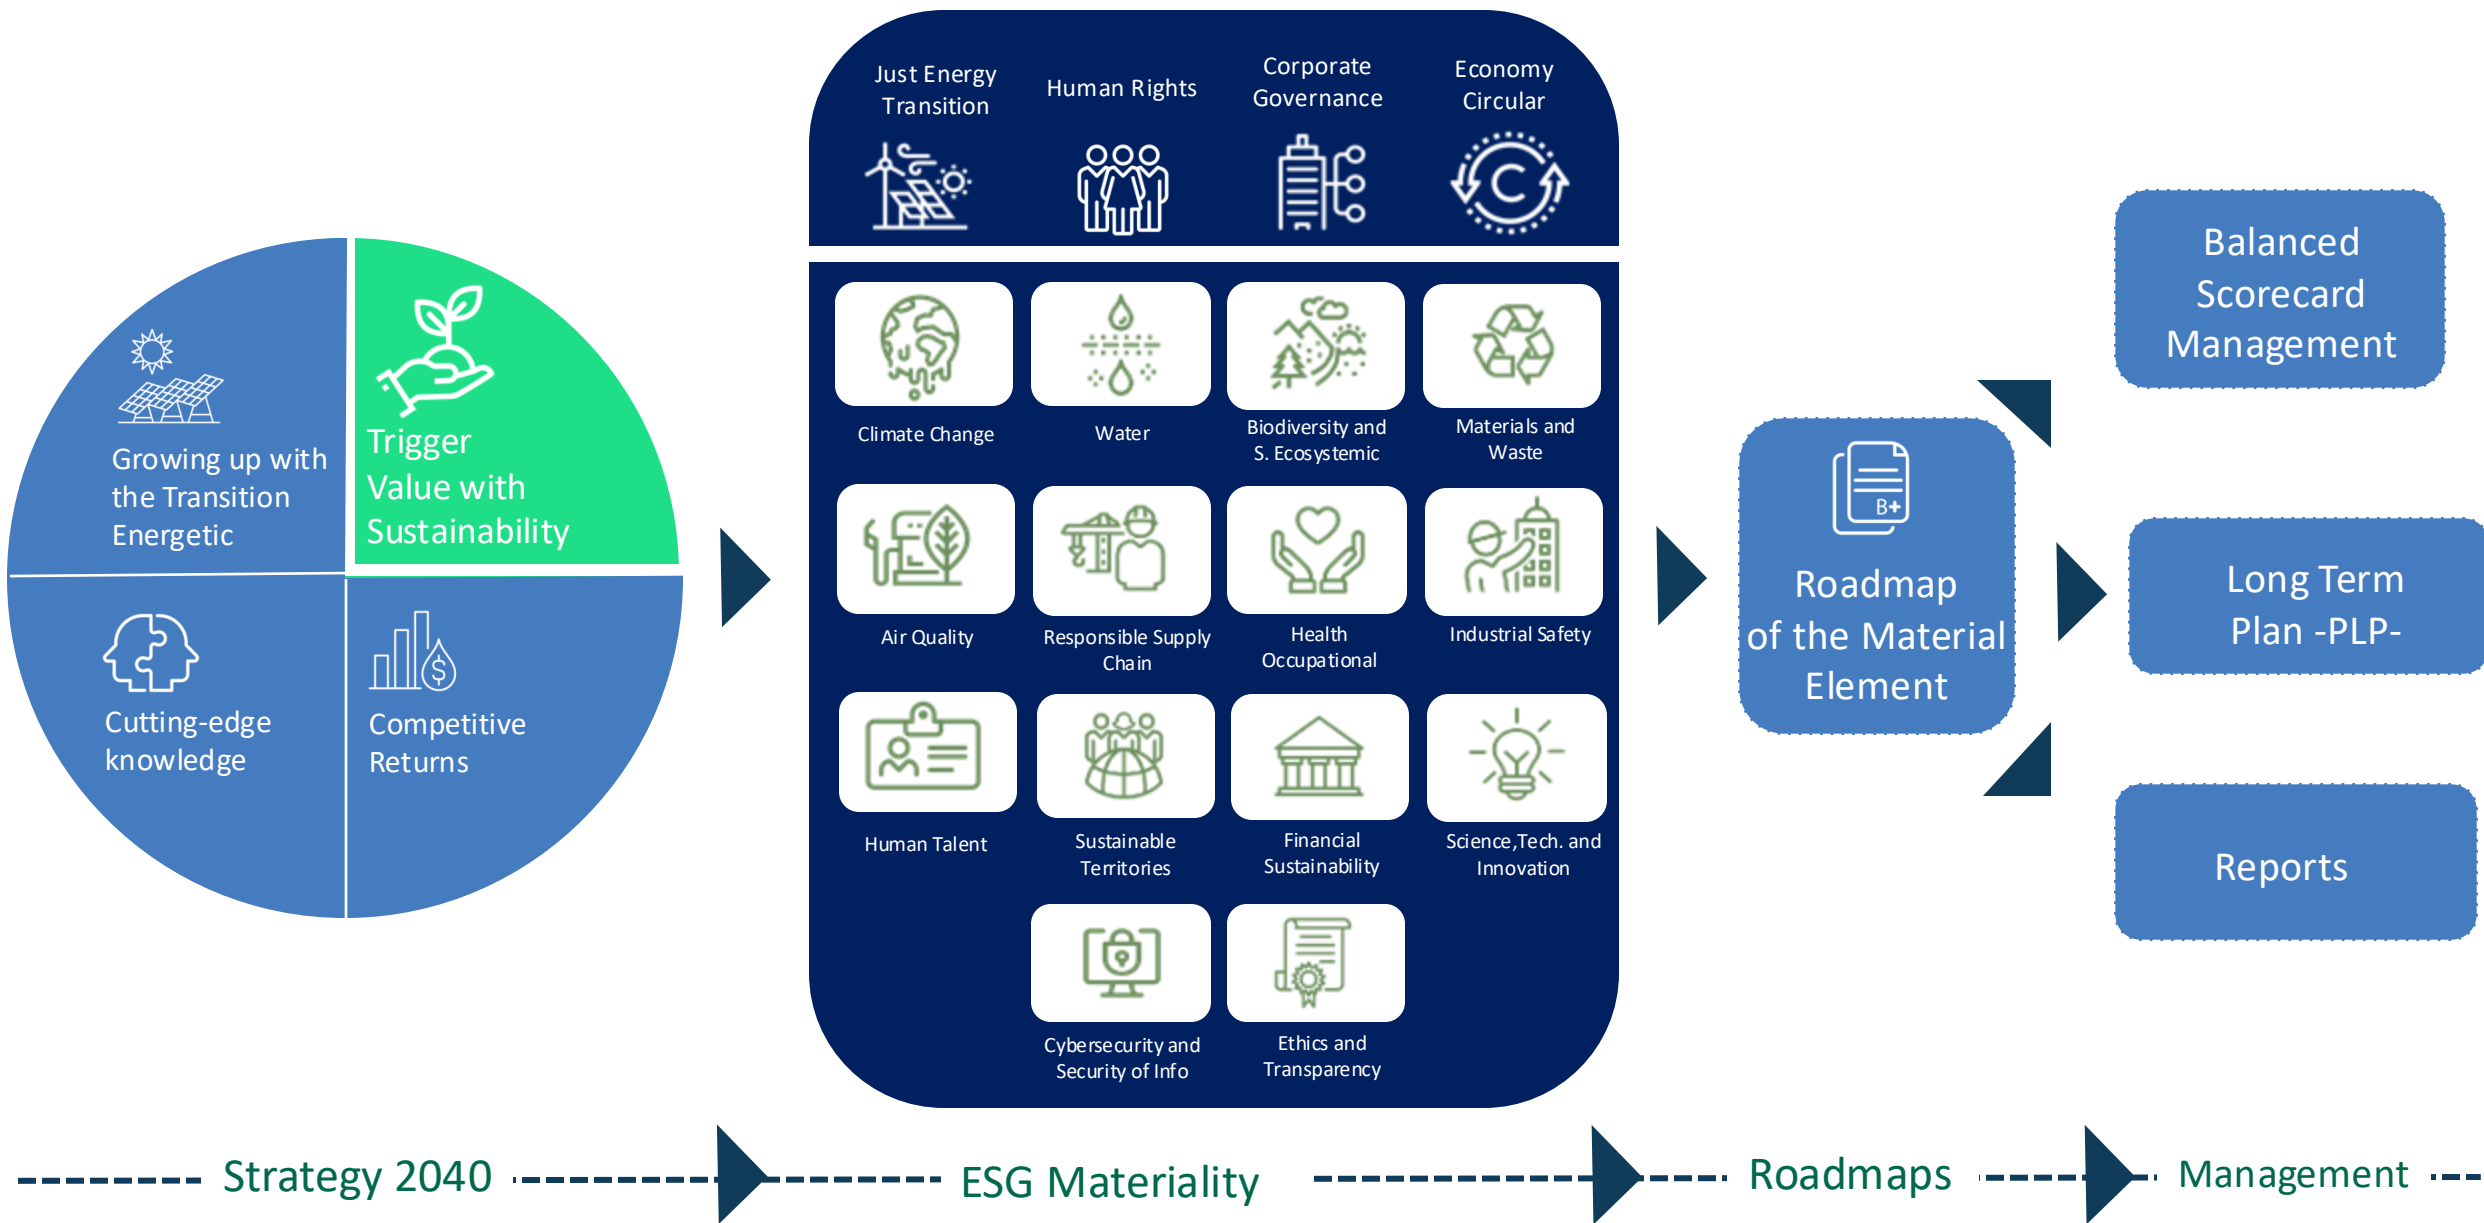 Growing up with
the Transition
Energetic
Trigger
Value with
Sustainability
Cutting-edge
knowledge
Competitive
Returns
$
Just Energy
Transition
Human Rights
Corporate
Governance
Economy
Circular
C
Climate Change
Water
Biodiversity and
S. Ecosystemic
Materials and
Waste
Air Quality
Responsible Supply
Chain
Health
Occupational
Industrial Safety
Human Talent
Sustainable
Territories
Financial
Sustainability
Science,Tech. and
Innovation
Cybersecurity and
Security of Info
Ethics and
Transparency
B+
Roadmap
of the Material
Element
Balanced
Scorecard
Management
Long Term
Plan -PLP-
Reports
Strategy 2040
ESG Materiality
Roadmaps
Management